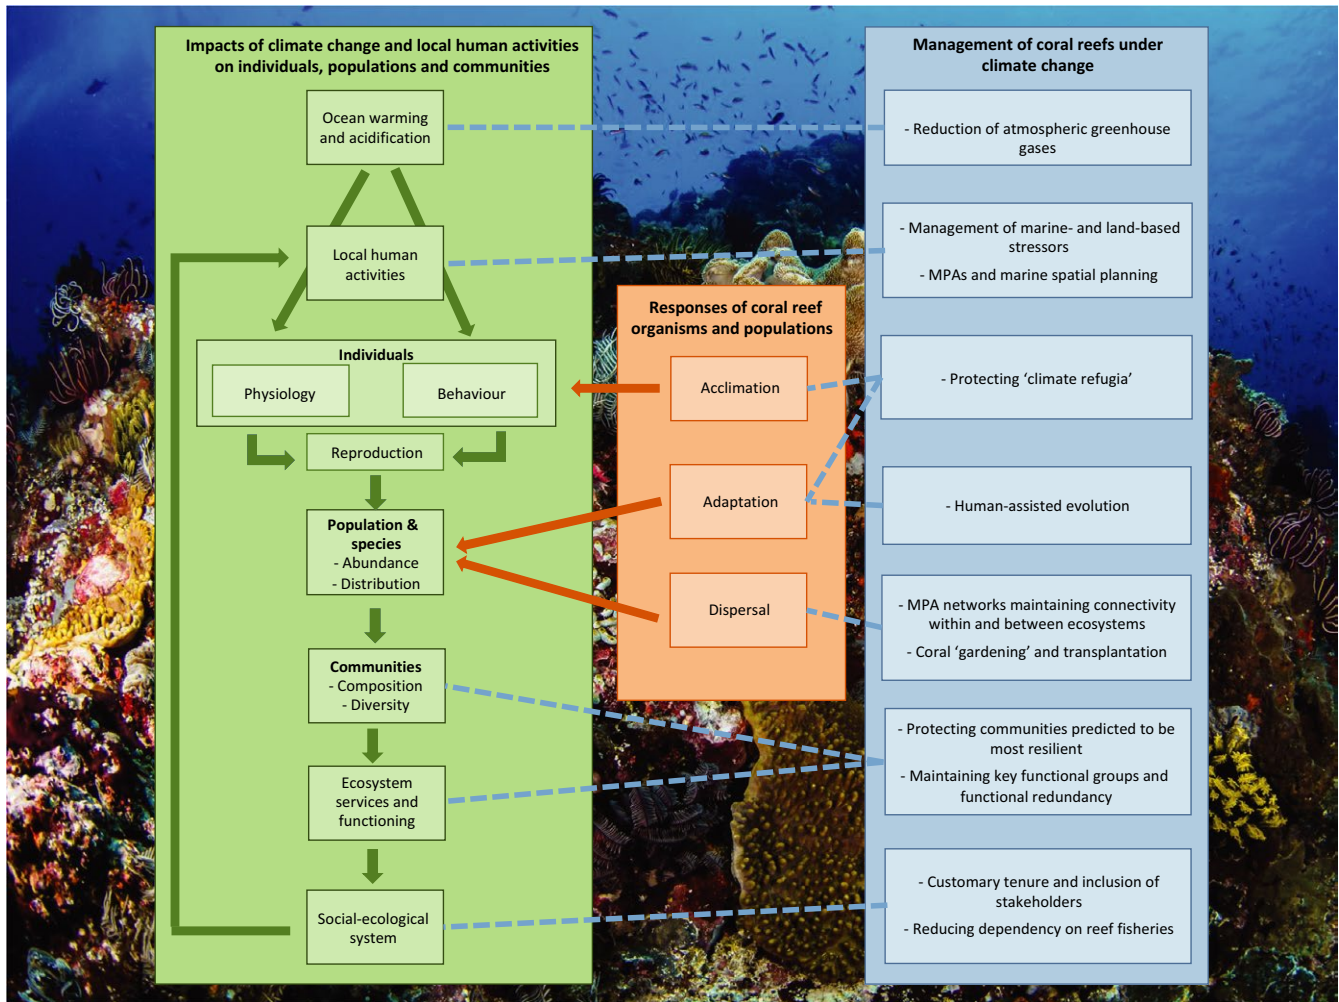 Impacts of climate change and local human activities
on individuals, populations and communities
Ocean warming
and acidification
Local human
activities
Individuals
Physiology
Behaviour
Reproduction
Population &
species
- Abundance
- Distribution
Communities
- Composition
- Diversity
Ecosystem
services and
functioning
Social-ecological
system
Responses of coral reef
organisms and populations
Acclimation
Adaptation
Dispersal
Management of coral reefs under
climate change
- Reduction of atmospheric greenhouse
gases
- Management of marine- and land-based
stressors
- MPAs and marine spatial planning
- Protecting ‘climate refugia’
- Human-assisted evolution
- MPA networks maintaining connectivity
within and between ecosystems
- Coral ‘gardening’ and transplantation
- Protecting communities predicted to be
most resilient
- Maintaining key functional groups and
functional redundancy
- Customary tenure and inclusion of
stakeholders
- Reducing dependency on reef fisheries